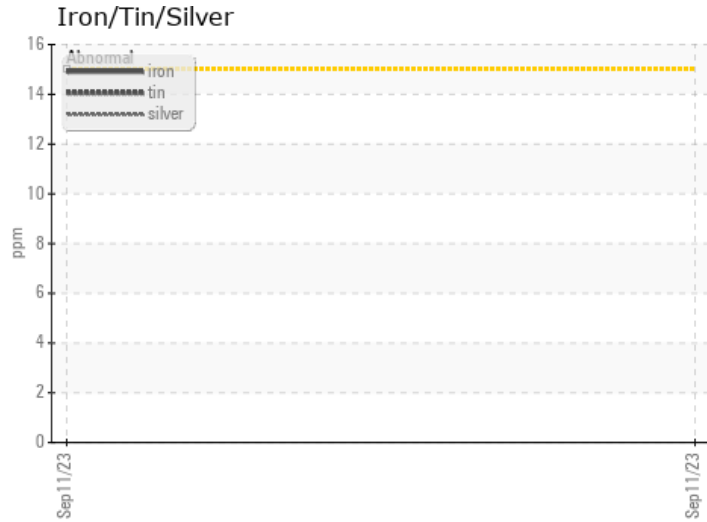 Iron/Tin/Silver
16
14
12
10
8
6
4
2
0
ppm
Abnormal
iron
tin
silver
Sep11/23
Sep11/23